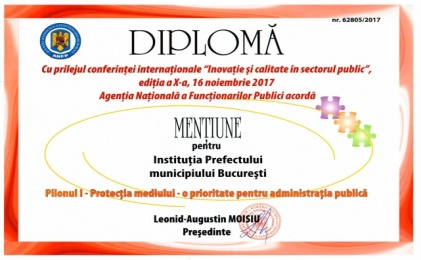 nr. 62805/2017
DIPLOMĂ
Cu prilejul conferinței internaționale "Inovație și calitate în sectorul public",
ediția a X-a, 16 noiembrie 2017
Agenția Națională a Funcționarilor Publici acordă
MENȚIUNE
pentru
Instituția Prefectului
municipiului București
Pilonul I - Protecția mediului - o prioritate pentru administrația publică
Leonid-Augustin MOISIU
Președinte